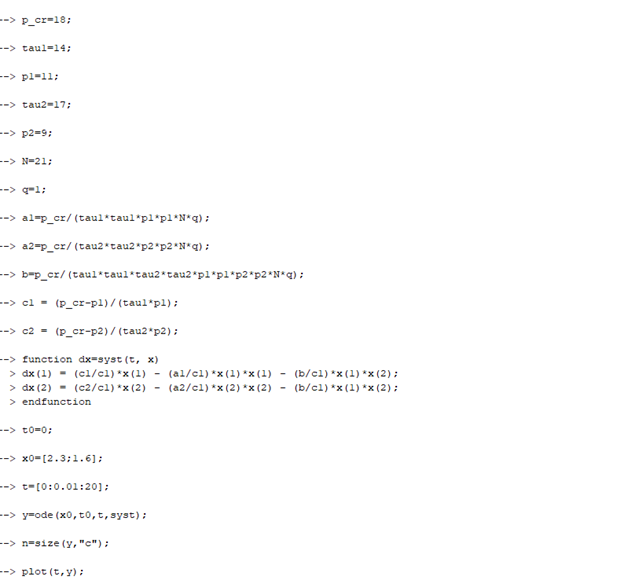 --> p_cr=18;
--> tau1=14;
--> p1=11;
--> tau2=17;
--> p2=9;
--> N=21;
--> q=1;
--> a1=p_cr/(tau1*tau1*p1*p1*N*q);
--> a2=p_cr/(tau2*tau2*p2*p2*N*q);
--> b=p_cr/(tau1*tau1*tau2*tau2*p1*p1*p2*p2*N*q);
--> c1 = (p_cr-p1)/(tau1*p1);
--> c2 = (p_cr-p2)/(tau2*p2);
--> function dx=syst(t, x)
> dx(1) = (c1/c1)*x(1) - (a1/c1)*x(1)*x(1) - (b/c1)*x(1)*x(2);
> dx(2) = (c2/c1)*x(2) - (a2/c1)*x(2)*x(2) - (b/c1)*x(1)*x(2);
> endfunction
--> t0=0;
--> x0=[2.3;1.6];
--> t=[0:0.01:20];
--> y=ode(x0,t0,t,syst);
--> n=size(y,"c");
--> plot(t,y);